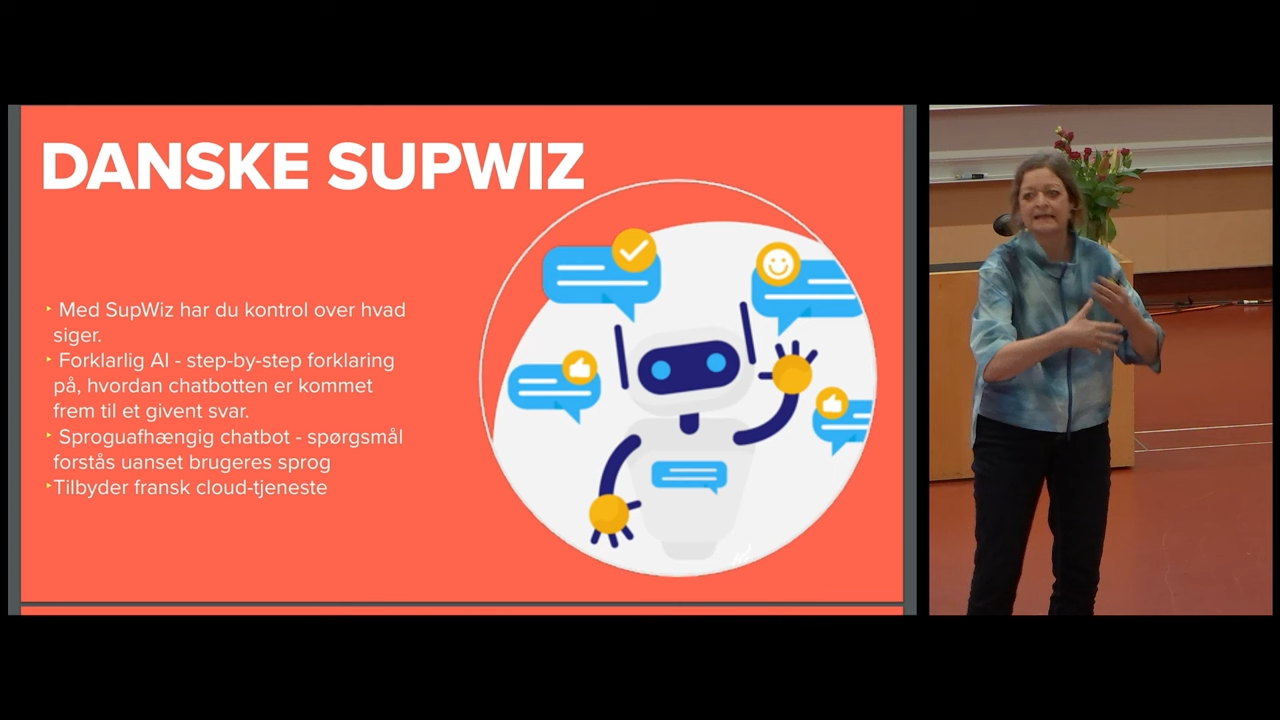 DANSKE SUPWIZ
‣ Med SupWiz har du kontrol over hvad
siger.
‣ Forklarlig AI - step-by-step forklaring
på, hvordan chatbotten er kommet
frem til et givent svar.
‣ Sproguafhængig chatbot - spørgsmål
forstås uanset brugeres sprog
‣Tilbyder fransk cloud-tjeneste